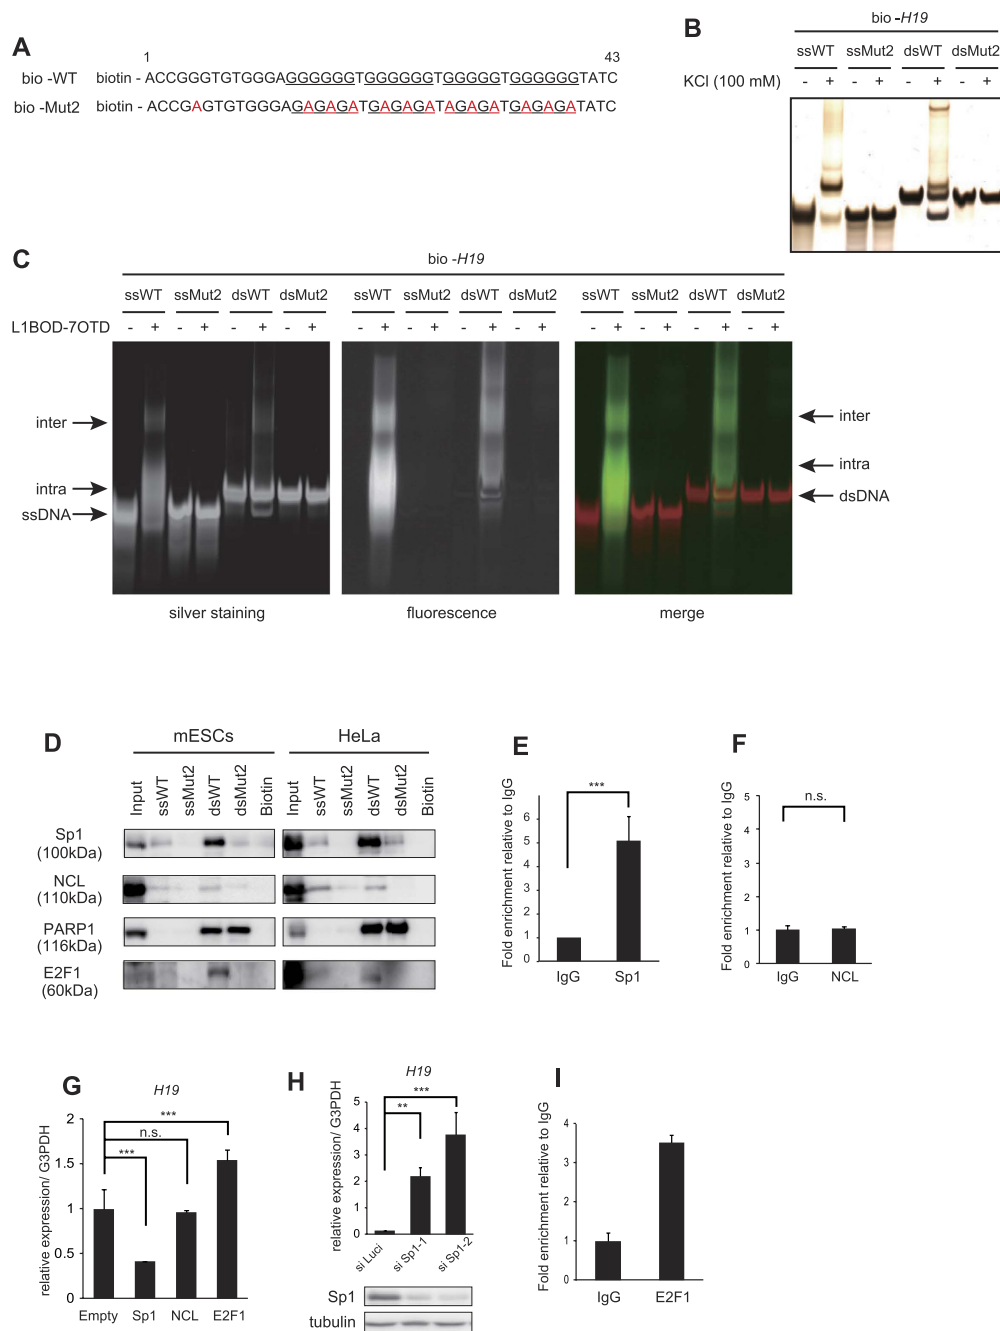 A
1 43
bio -WT biotin - ACCGGGTGTGGGAGGGGGGTGGGGGGTGGGGGTGGGGGGTATC
bio -Mut2 biotin - ACCGAGTGTGGGAGAGAGATGAGAGATAGAGATGAGAGATATC
B
bio -H19
ssWT ssMut2 dsWT dsMut2
KCl (100 mM) - + - + - + - +
C
bio -H19
ssWT ssMut2 dsWT dsMut2 ssWT ssMut2 dsWT dsMut2 ssWT ssMut2 dsWT dsMut2
L1BOD-7OTD - + - + - + - + - + - + - + - + - + - + - + - +
inter
intra
ssDNA
inter
intra
dsDNA
silver staining fluorescence merge
D
mESCs HeLa
Input ssWT ssMut2 dsWT dsMut2 Biotin Input ssWT ssMut2 dsWT dsMut2 Biotin
Sp1
(100kDa)
NCL
(110kDa)
PARP1
(116kDa)
E2F1
(60kDa)
E
Fold enrichment relative to IgG
***
7
6
5
4
3
2
1
0
IgG Sp1
F
Fold enrichment relative to IgG
n.s.
5
4
3
2
1
0
IgG NCL
G
H19
relative expression/ G3PDH
***
n.s.
***
2
1.5
1
0.5
0
Empty Sp1 NCL E2F1
H
H19
relative expression/ G3PDH
***
**
5
4
3
2
1
0
si Luci si Sp1-1 si Sp1-2
Sp1
tubulin
I
Fold enrichment relative to IgG
4
3
2
1
0
IgG E2F1